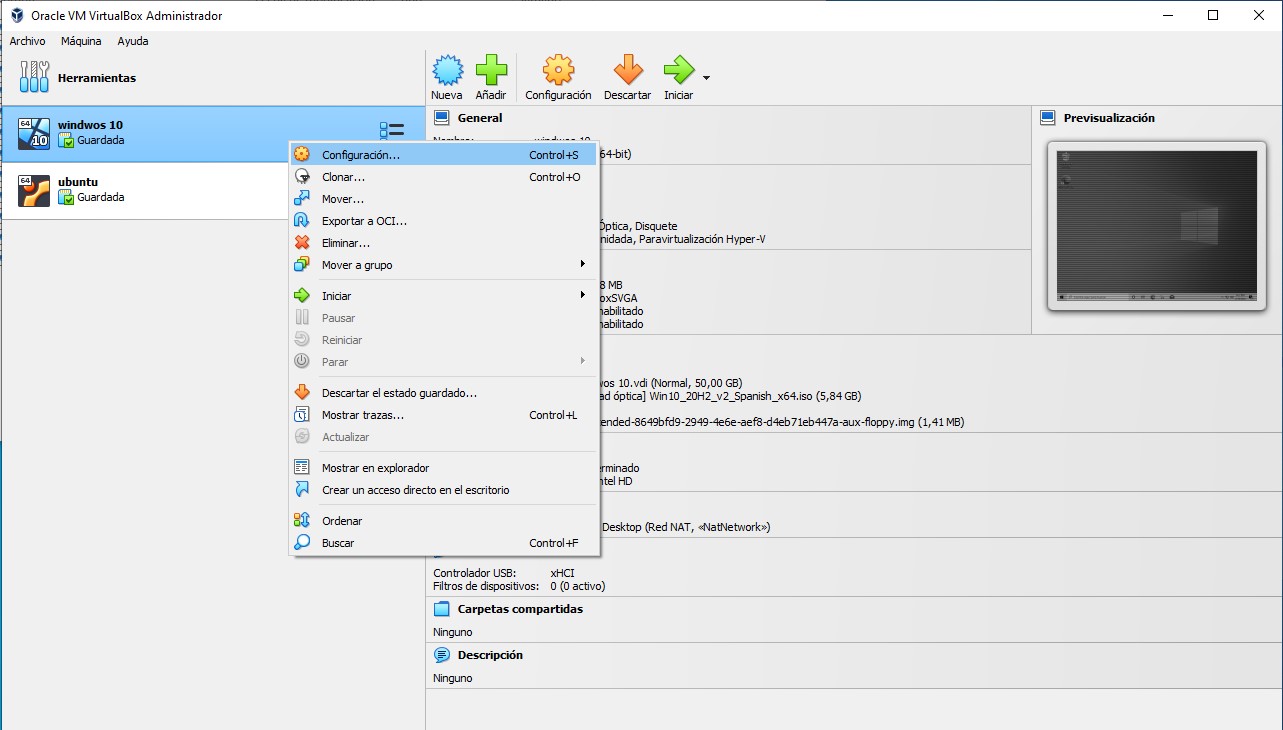 Oracle VM VirtualBox Administrador
Archivo Máquina Ayuda
Herramientas
Nueva Añadir Configuración Descartar Iniciar
64
10
windwos 10
Guardada
64
ubuntu
Guardada
Configuración... Control+S
Clonar... Control+O
Mover...
Exportar a OCI...
Eliminar...
Mover a grupo
Iniciar
Pausar
Reiniciar
Parar
Descartar el estado guardado...
Mostrar trazas... Control+L
Actualizar
Mostrar en explorador
Crear un acceso directo en el escritorio
Ordenar
Buscar Control+F
General
Nombre: windwos 10
64-bit)
Óptica, Disquete
nidada, Paravirtualización Hyper-V
8 MB
oxSVGA
habilitado
habilitado
wos 10.vdi (Normal, 50,00 GB)
ad óptica] Win10_20H2_v2_Spanish_x64.iso (5,84 GB)
ended-8649bfd9-2949-4e6e-aef8-d4eb71eb447a-aux-floppy.img (1,41 MB)
erminado
ntel HD
Desktop (Red NAT, «NatNetwork»)
Controlador USB: xHCI
Filtros de dispositivos: 0 (0 activo)
Carpetas compartidas
Ninguno
Descripción
Ninguno
Previsualización